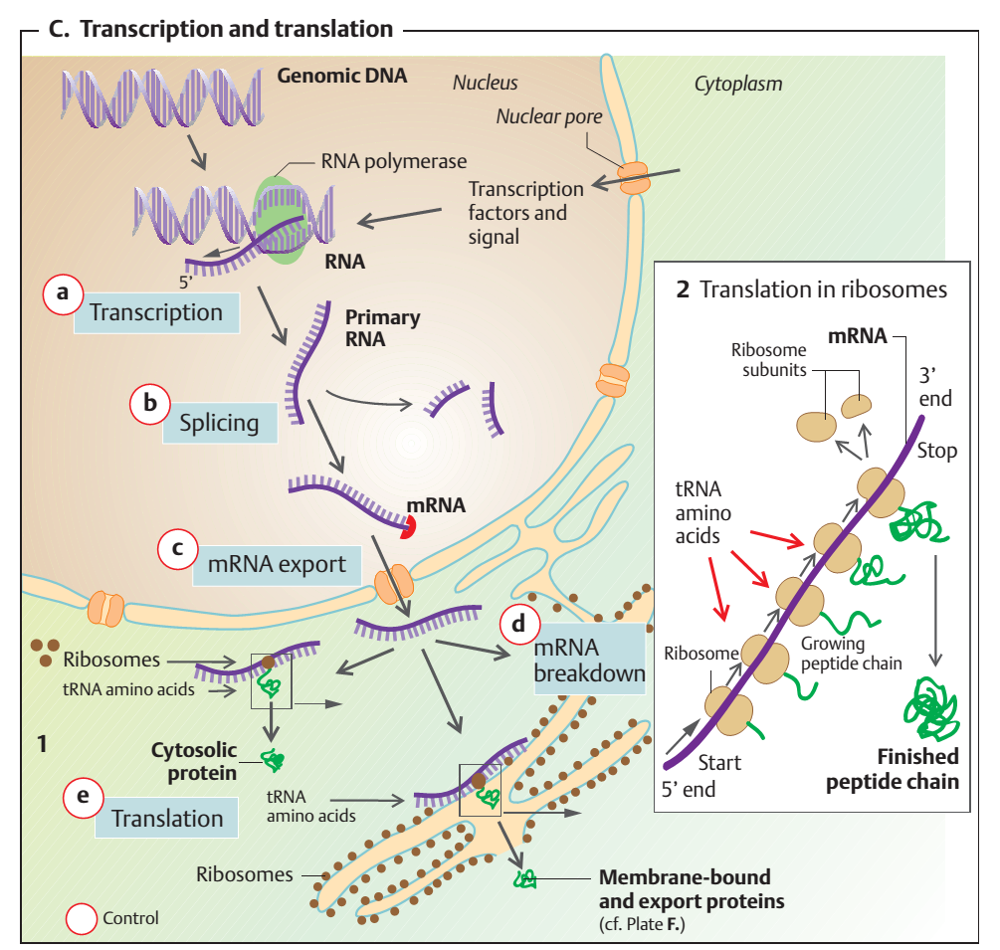 C. Transcription and translation
Genomic DNA
Nucleus
Cytoplasm
Nuclear pore
RNA polymerase
Transcription
factors and
signal
RNA
5’
a
Transcription
Primary
RNA
b
Splicing
mRNA
c
mRNA export
d
mRNA
breakdown
Ribosomes
tRNA amino acids
1
Cytosolic
protein
e
Translation
tRNA
amino acids
Ribosomes
Membrane-bound
and export proteins
(cf. Plate F.)
Control
2 Translation in ribosomes
mRNA
Ribosome
subunits
3’
end
Stop
tRNA
amino
acids
Ribosome
Growing
peptide chain
Start
5’ end
Finished
peptide chain